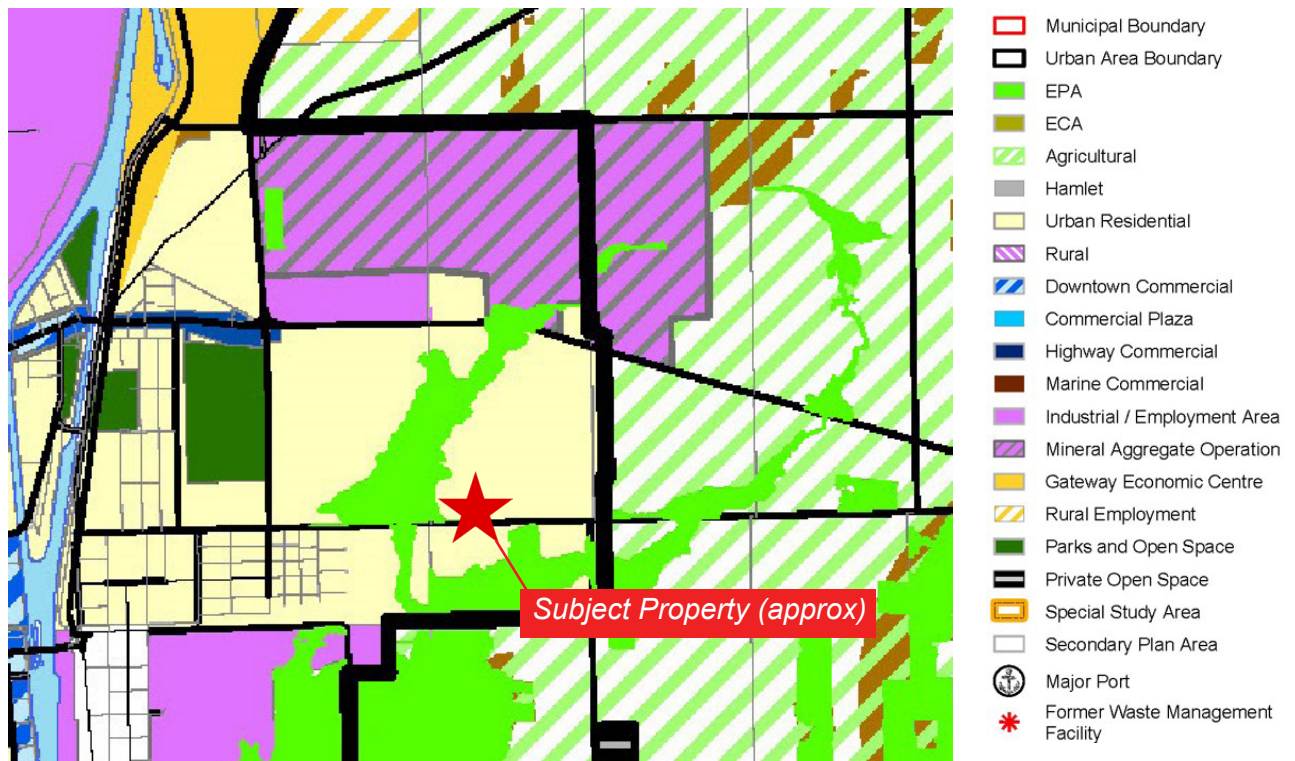 Municipal Boundary
Urban Area Boundary
EPA
ECA
Agricultural
Hamlet
Urban Residential
Rural
Downtown Commercial
Commercial Plaza
Highway Commercial
Marine Commercial
Industrial / Employment Area
Mineral Aggregate Operation
Gateway Economic Centre
Rural Employment
Parks and Open Space
Private Open Space
Special Study Area
Secondary Plan Area
Major Port
Former Waste Management
Facility
Subject Property (approx)